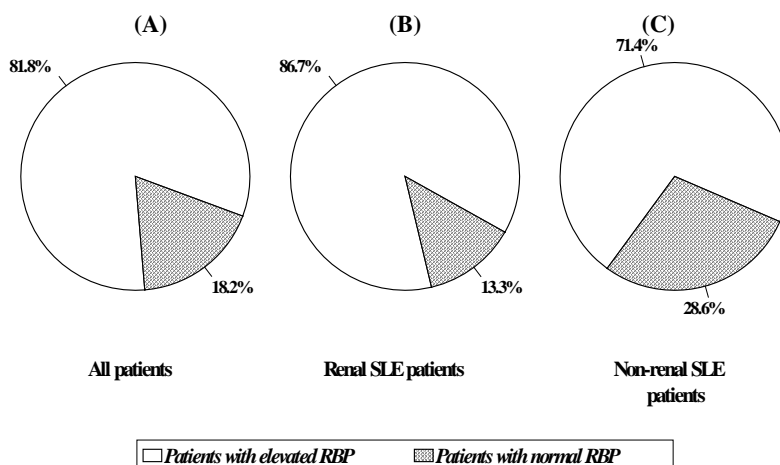 (A) (B) (C)
81.8% 86.7% 71.4%
18.2% 13.3% 28.6%
All patients Renal SLE patients Non-renal SLE
patients
Patients with elevated RBP Patients with normal RBP